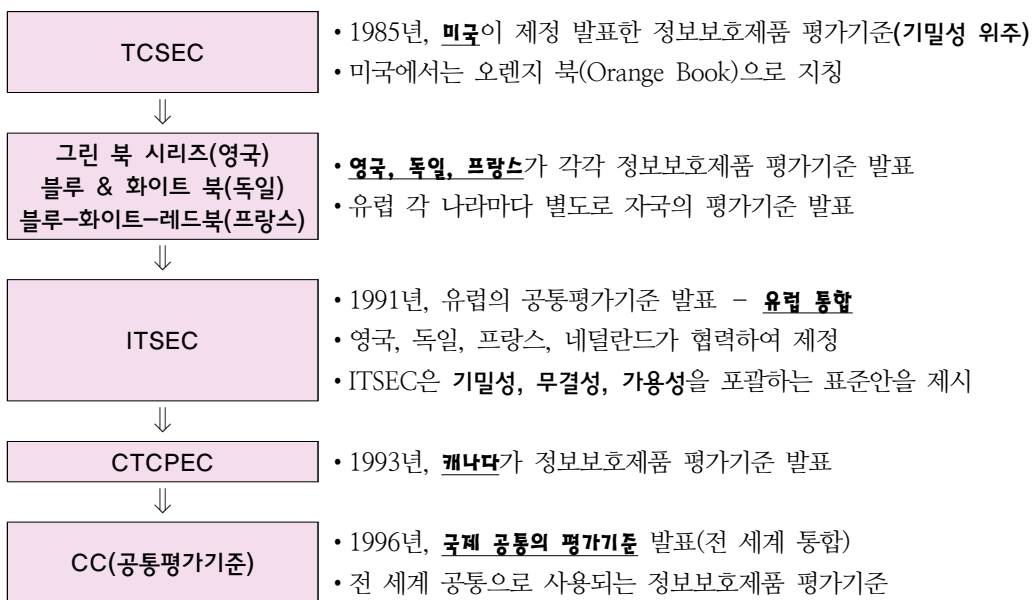 TCSEC
• 1985년, 미국이 제정 발표한 정보보호제품 평가기준(기밀성 위주)
• 미국에서는 오렌지 북(Orange Book)으로 지칭
⇓
그린 북 시리즈(영국)
블루 & 화이트 북(독일)
블루-화이트-레드북(프랑스)
• 영국, 독일, 프랑스가 각각 정보보호제품 평가기준 발표
• 유럽 각 나라마다 별도로 자국의 평가기준 발표
⇓
ITSEC
• 1991년, 유럽의 공통평가기준 발표 - 유럽 통합
• 영국, 독일, 프랑스, 네덜란드가 협력하여 제정
• ITSEC은 기밀성, 무결성, 가용성을 포괄하는 표준안을 제시
⇓
CTCPEC
• 1993년, 캐나다가 정보보호제품 평가기준 발표
⇓
CC(공통평가기준)
• 1996년, 국제 공통의 평가기준 발표(전 세계 통합)
• 전 세계 공통으로 사용되는 정보보호제품 평가기준